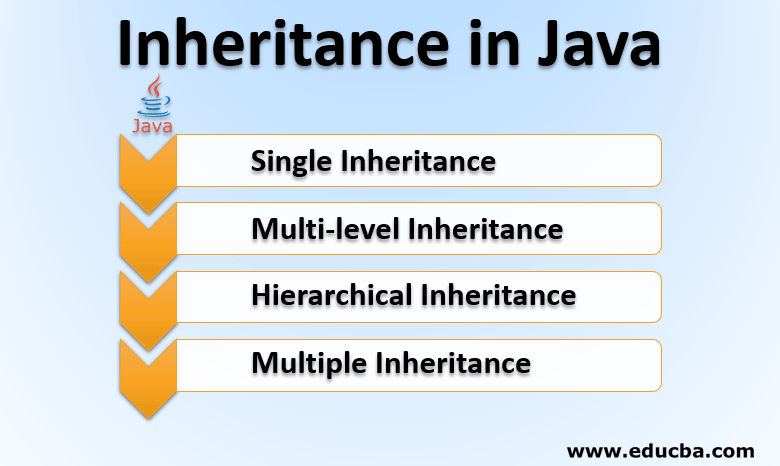 Inheritance in Java
Java
Single Inheritance
Multi-level Inheritance
Hierarchical Inheritance
Multiple Inheritance
www.educba.com